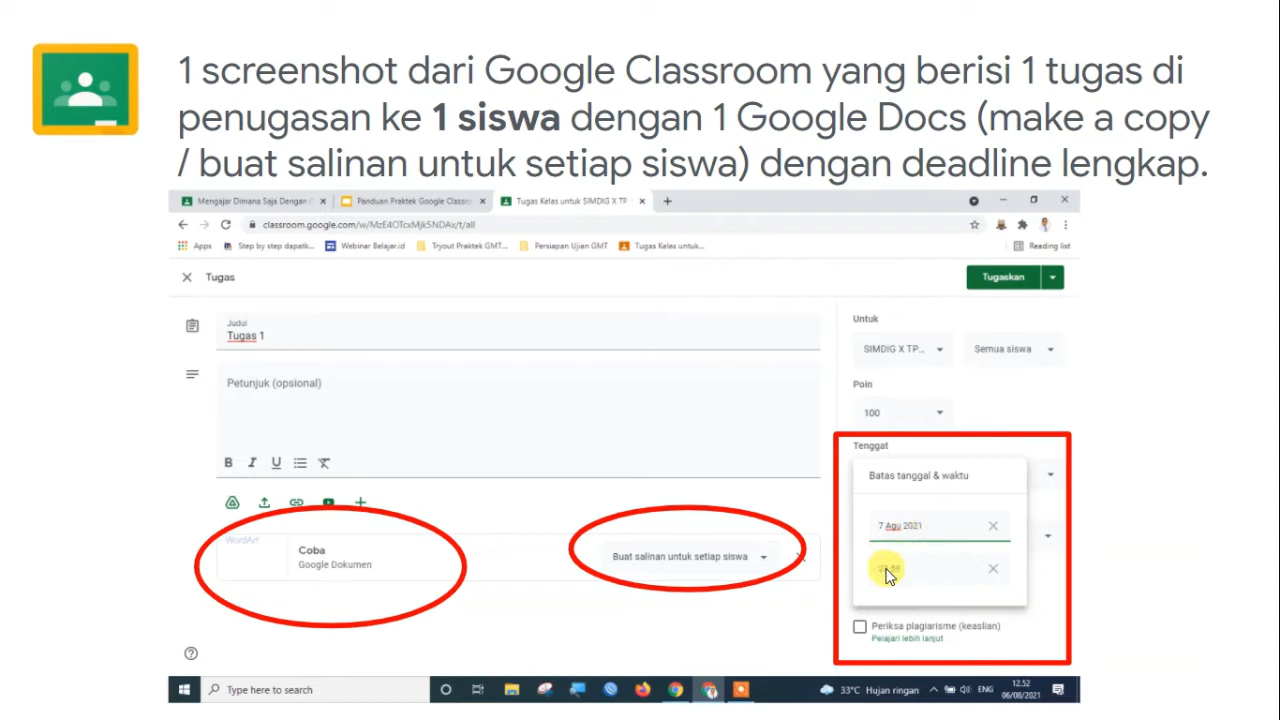 1 screenshot dari Google Classroom yang berisi 1 tugas di
penugasan ke 1 siswa dengan 1 Google Docs (make a copy
/ buat salinan untuk setiap siswa) dengan deadline lengkap.
Mengajar Dimana Saja Dengan
Panduan Praktek Google Classro
Tugas Kelas untuk SIMDIG X TP
classroom.google.com/w/MzE4OTcxMjk5NDAx/t/all
Apps
Step by step dapatk...
Webinar Belajar.id
Tryout Praktek GMT...
Persiapan Ujian GMT
Tugas Kelas untuk...
Reading list
Tugas
Tugaskan
Judul
Tugas 1
Petunjuk (opsional)
B I U
WordArt
Coba
Google Dokumen
Buat salinan untuk setiap siswa
Untuk
SIMDIG X TP...
Semua siswa
Poin
100
Tenggat
Batas tanggal & waktu
7 Agu 2021
Periksa plagiarisme (keaslian)
Pelajari lebih lanjut
Type here to search
33°C Hujan ringan
ENG
12.52
06/08/2021